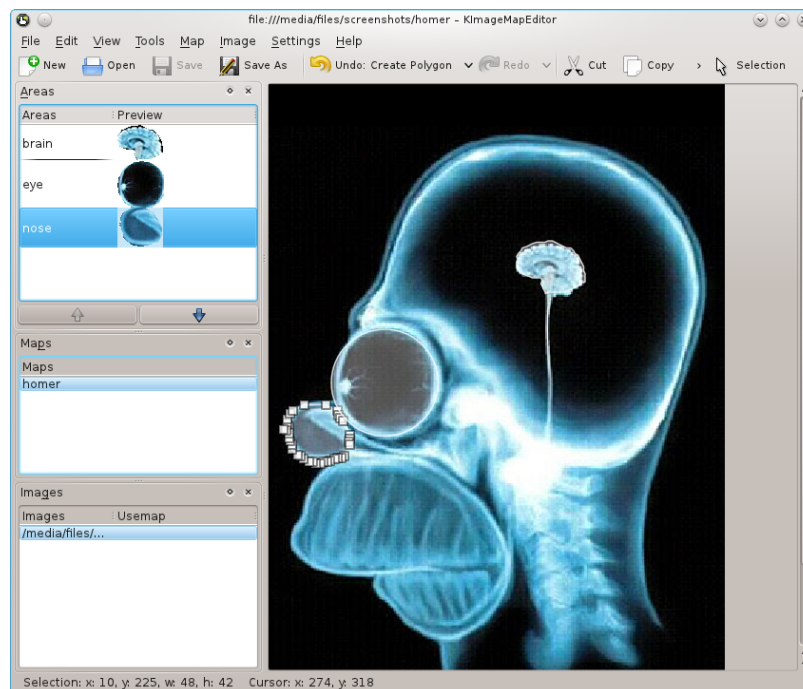 file:///media/files/screenshots/homer - KImageMapEditor
File Edit View Tools Map Image Settings Help
New Open Save Save As Undo: Create Polygon Redo Cut Copy › Selection
Areas
Areas Preview
brain
eye
nose
Maps
Maps
homer
Images
Images Usemap
/media/files/...
Selection: x: 10, y: 225, w: 48, h: 42 Cursor: x: 274, y: 318